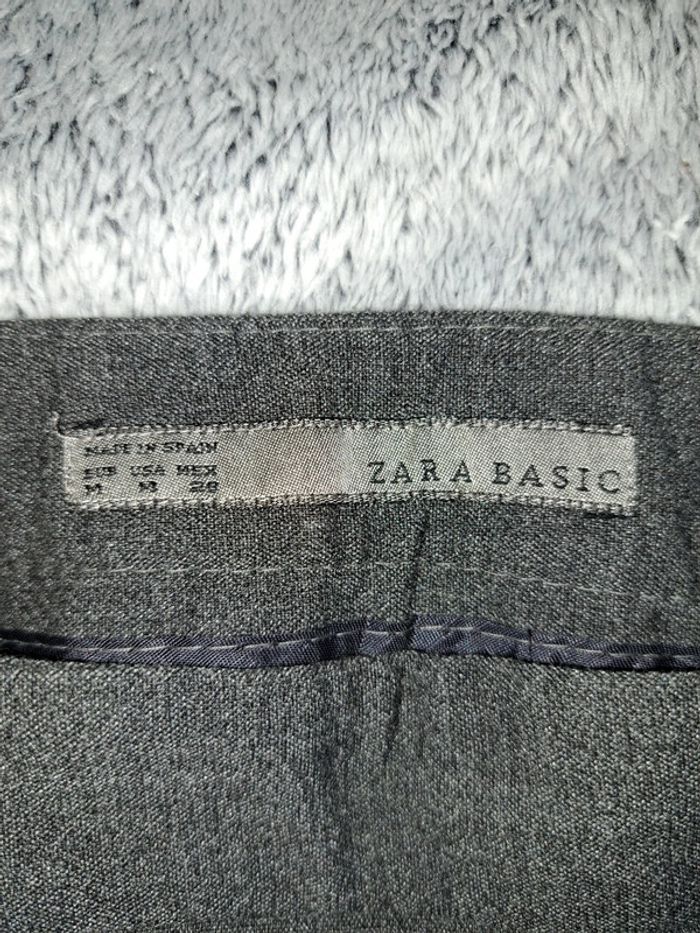 MADE IN SPAIN
EUR USA MEX
M M 28
ZARA BASIC